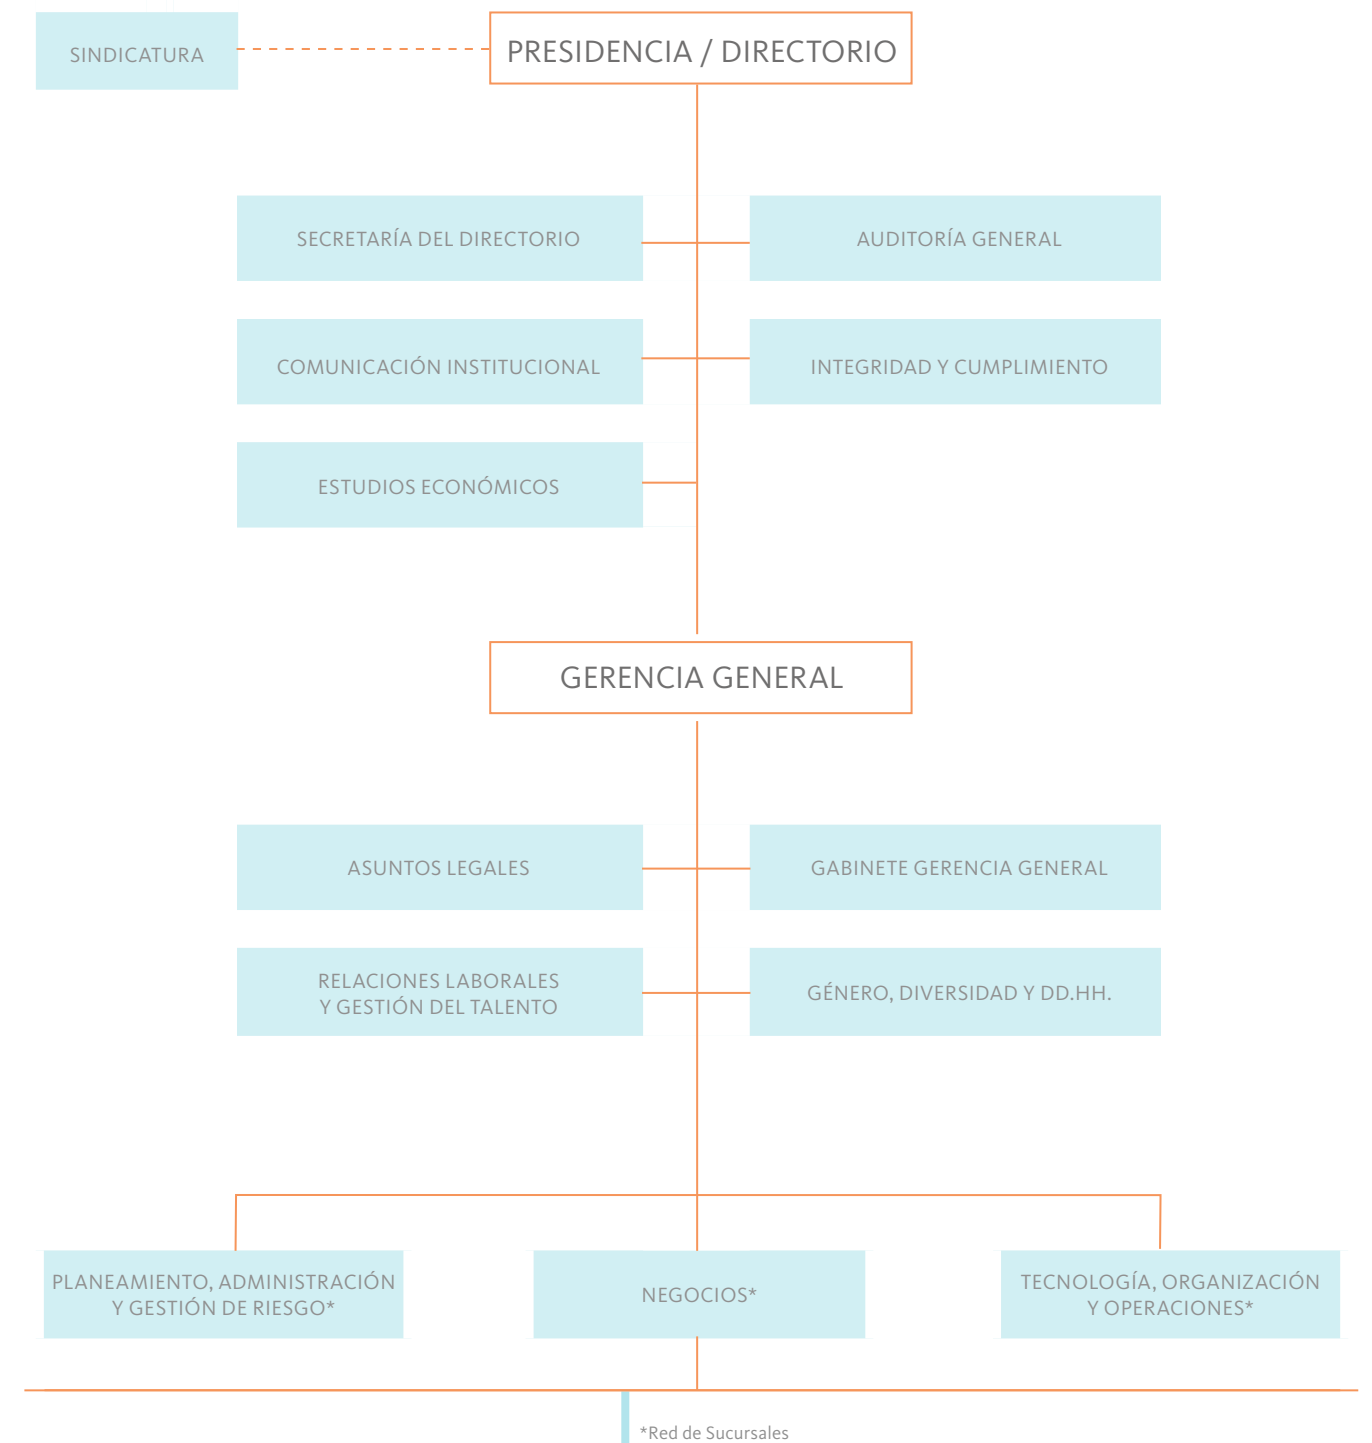 SINDICATURA
PRESIDENCIA / DIRECTORIO
SECRETARÍA DEL DIRECTORIO
AUDITORÍA GENERAL
COMUNICACIÓN INSTITUCIONAL
INTEGRIDAD Y CUMPLIMIENTO
ESTUDIOS ECONÓMICOS
GERENCIA GENERAL
ASUNTOS LEGALES
GABINETE GERENCIA GENERAL
RELACIONES LABORALES
Y GESTIÓN DEL TALENTO
GÉNERO, DIVERSIDAD Y DD.HH.
PLANEAMIENTO, ADMINISTRACIÓN
Y GESTIÓN DE RIESGO*
NEGOCIOS*
TECNOLOGÍA, ORGANIZACIÓN
Y OPERACIONES*
*Red de Sucursales